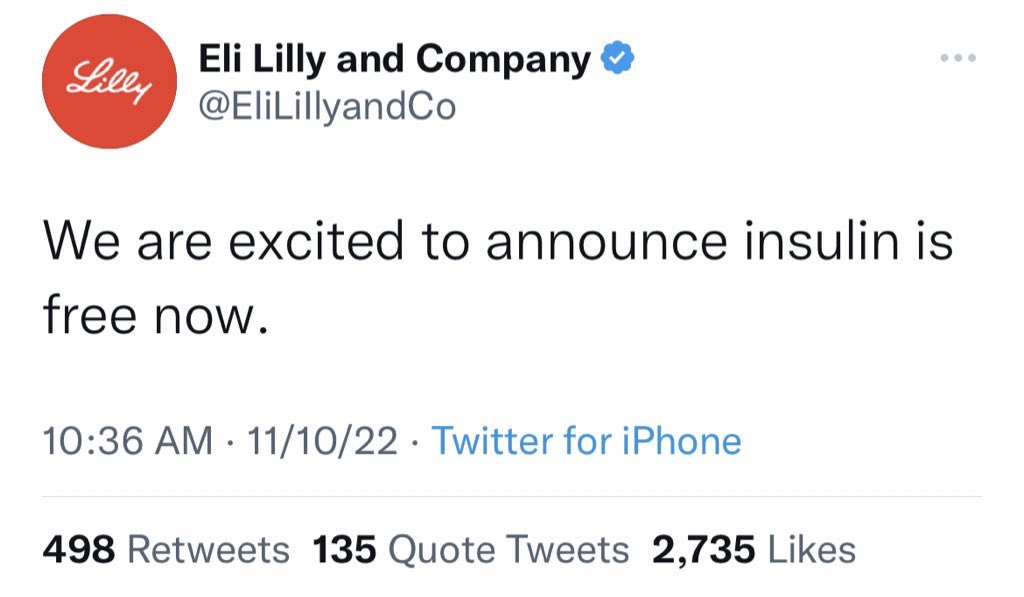 Lilly
Eli Lilly and Company
@EliLillyandCo
We are excited to announce insulin is
free now.
10:36 AM · 11/10/22 · Twitter for iPhone
498 Retweets 135 Quote Tweets 2,735 Likes